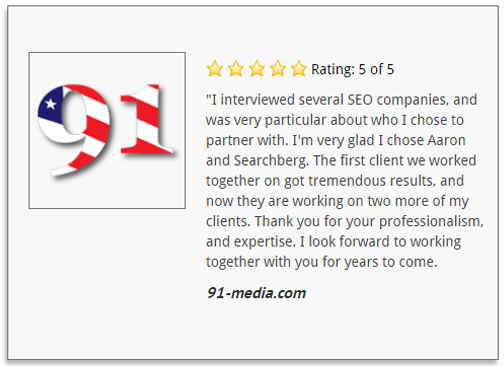 91
Rating: 5 of 5
"I interviewed several SEO companies, and
was very particular about who I chose to
partner with. I'm very glad I chose Aaron
and Searchberg. The first client we worked
together on got tremendous results, and
now they are working on two more of my
clients. Thank you for your professionalism,
and expertise. I look forward to working
together with you for years to come.
91-media.com